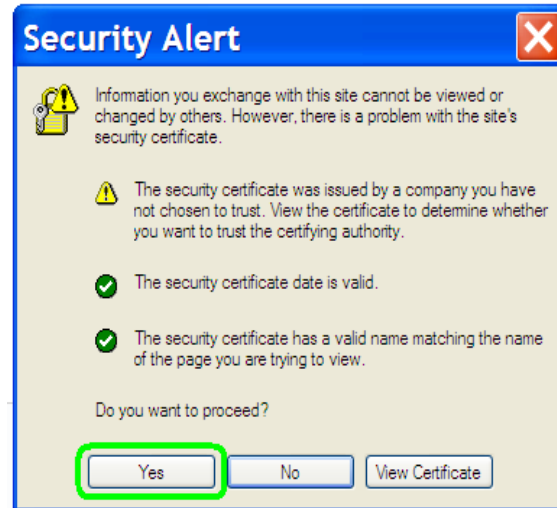 Security Alert
Information you exchange with this site cannot be viewed or
changed by others. However, there is a problem with the site's
security certificate.
The security certificate was issued by a company you have
not chosen to trust. View the certificate to determine whether
you want to trust the certifying authority.
The security certificate date is valid.
The security certificate has a valid name matching the name
of the page you are trying to view.
Do you want to proceed?
Yes No View Certificate